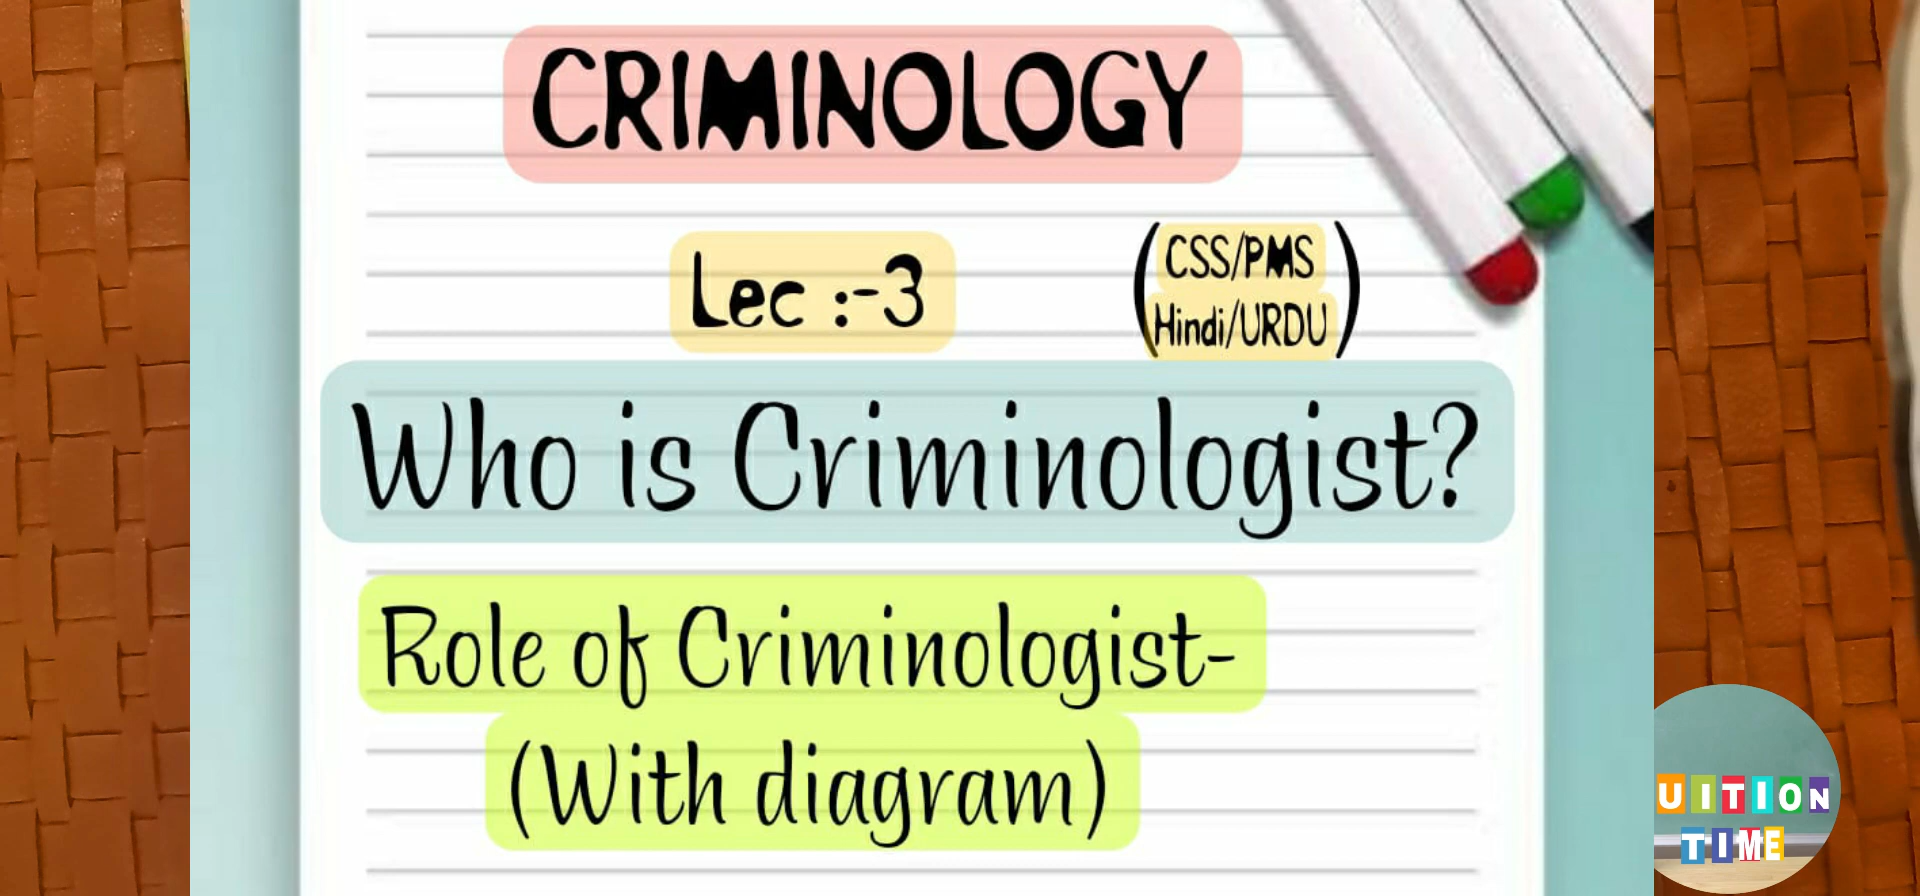 CRIMINOLOGY
Lec :-3
(CSS/PMS
Hindi/URDU)
Who is Criminologist?
Role of Criminologist-
(With diagram)
UITION
TIME